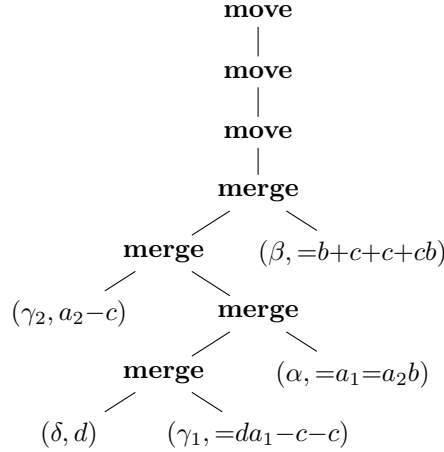 move
move
move
merge
merge (β, =b+c+c+cb)
(γ₂, a₂−c) merge
merge (α, =a₁=a₂b)
(δ, d) (γ₁, =da₁−c−c)